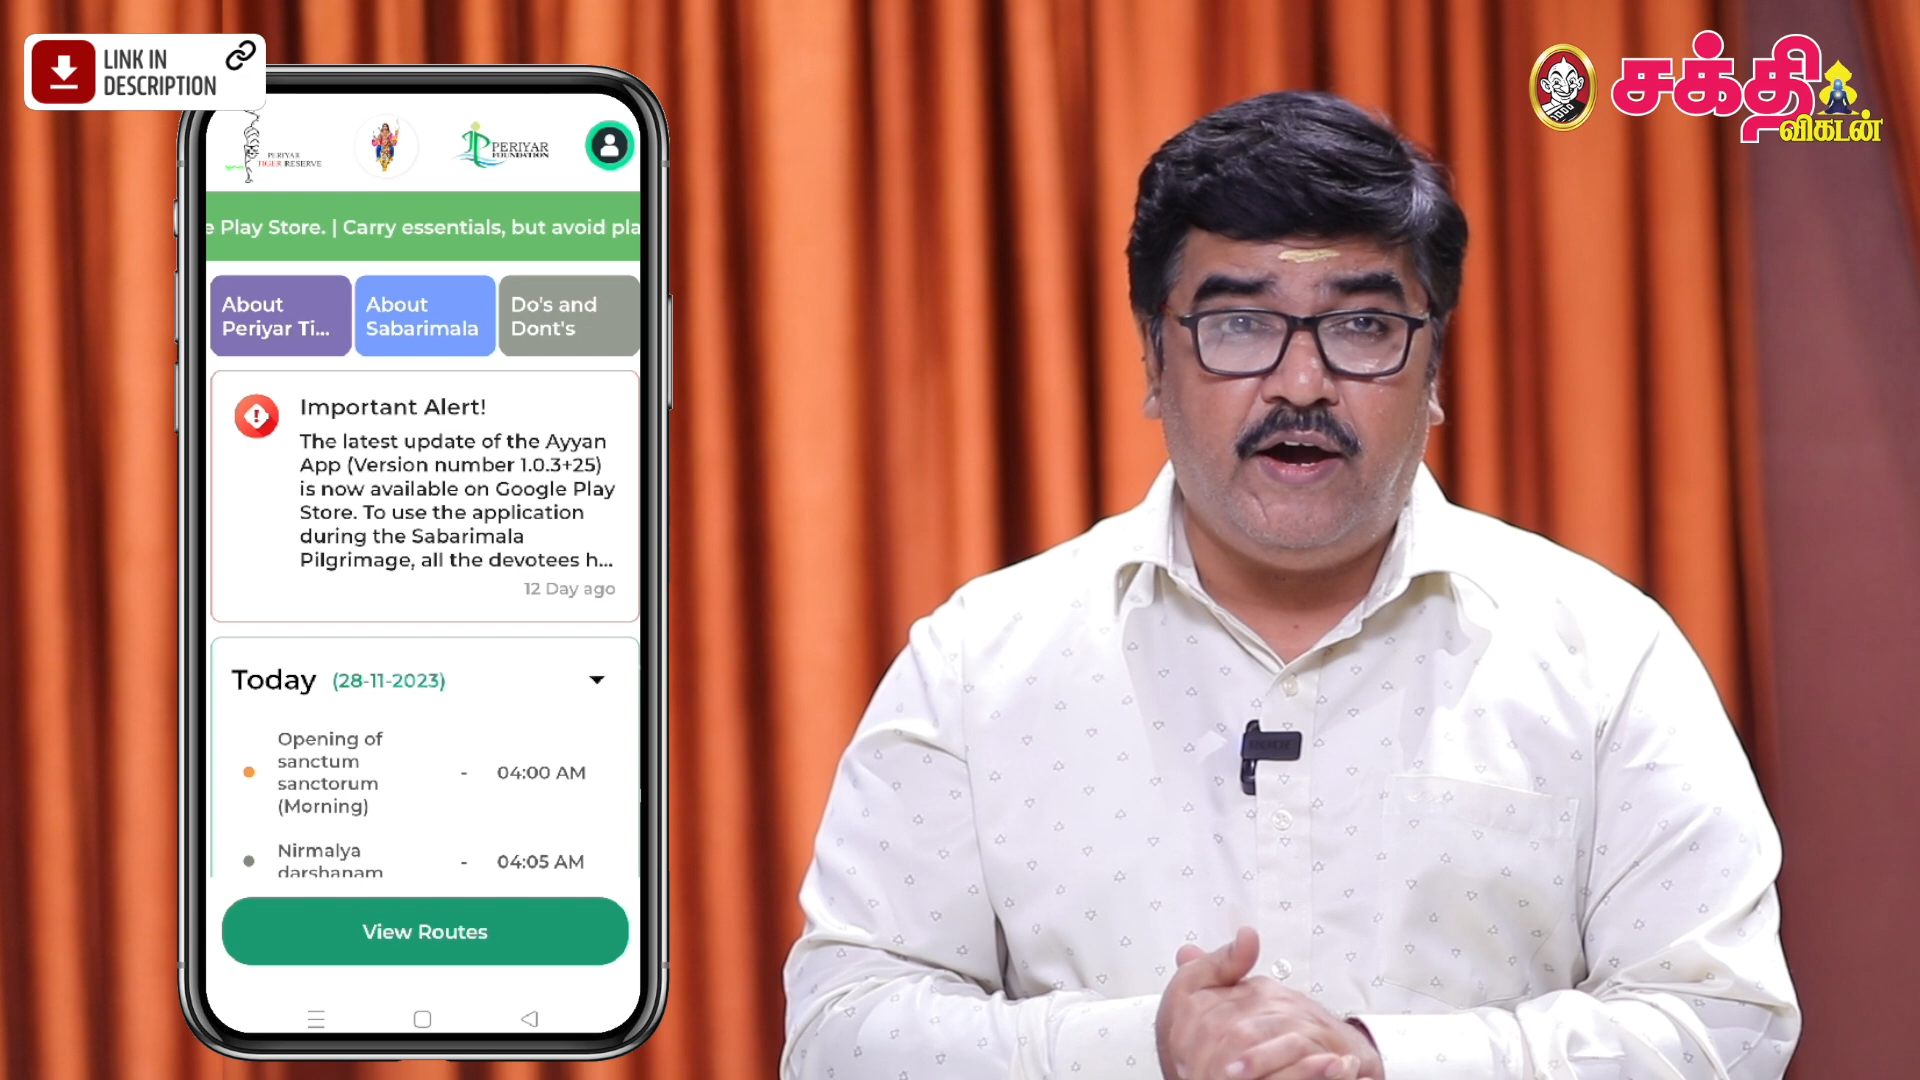 LINK IN
DESCRIPTION
சக்தி
விகடன்
PERIYAR
TIGER RESERVE
PERIYAR
FOUNDATION
e Play Store. | Carry essentials, but avoid pla
About
Periyar Ti...
About
Sabarimala
Do's and
Dont's
Important Alert!
The latest update of the Ayyan
App (Version number 1.0.3+25)
is now available on Google Play
Store. To use the application
during the Sabarimala
Pilgrimage, all the devotees h...
12 Day ago
Today (28-11-2023)
Opening of
sanctum
sanctorum
(Morning)
- 04:00 AM
Nirmalya
darshanam
- 04:05 AM
View Routes